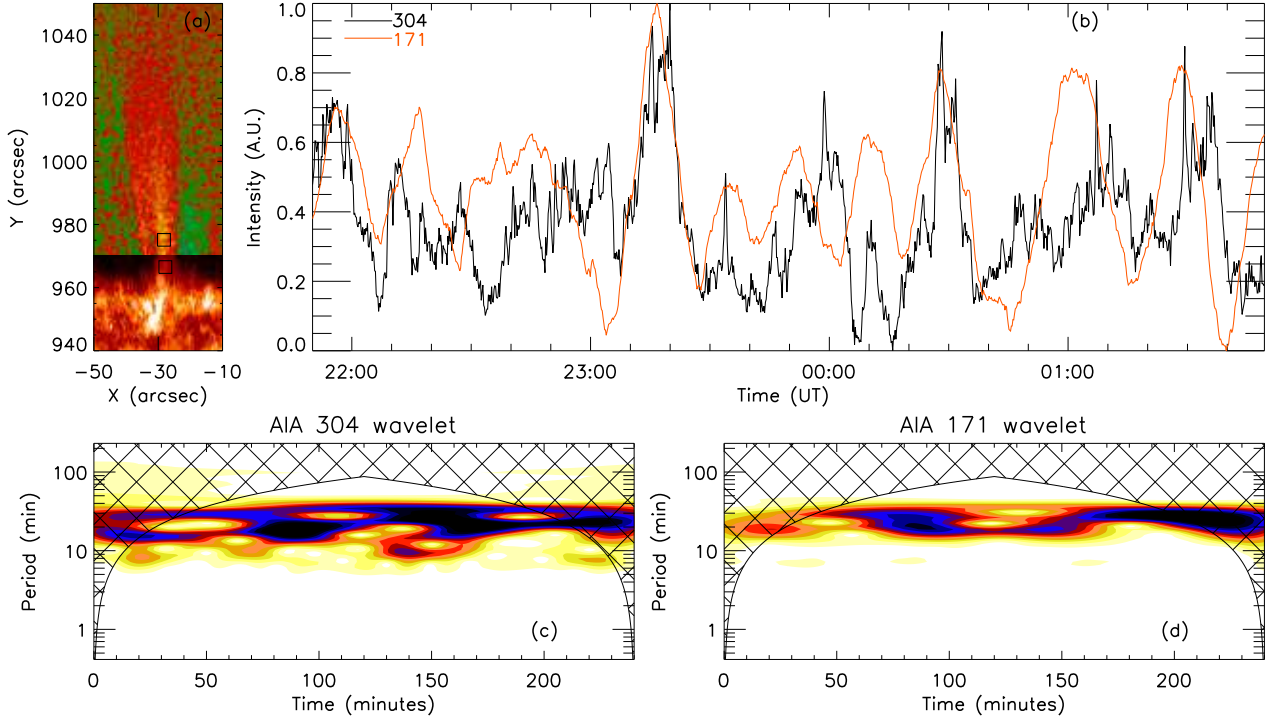 (a)
1040
1020
1000
980
960
940
Y (arcsec)
−50 −30 −10
X (arcsec)
304
171
(b)
1.0
0.8
0.6
0.4
0.2
0.0
Intensity (A.U.)
22:00 23:00 00:00 01:00
Time (UT)
AIA 304 wavelet
100
10
1
Period (min)
(c)
0 50 100 150 200
Time (minutes)
AIA 171 wavelet
100
10
1
Period (min)
(d)
0 50 100 150 200
Time (minutes)